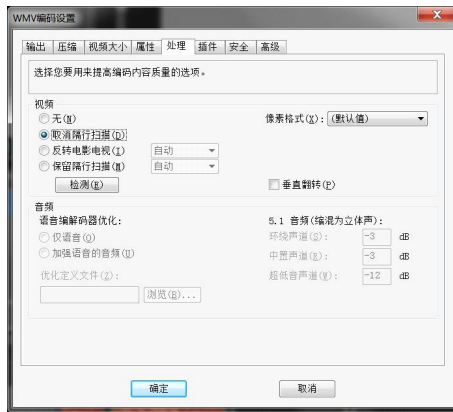 WMV编码设置
输出 压缩 视频大小 属性 处理 插件 安全 高级
选择您要用来提高编码内容质量的选项。
视频
无(N) 像素格式(X): (默认值)
取消隔行扫描(D)
反转电影电视(I) 自动
保留隔行扫描(M) 自动
检测(E) 垂直翻转(P)
音频
语音编解码器优化: 5.1 音频(缩混为立体声):
仅语音(O) 环绕声道(S): -3 dB
加强语音的音频(U) 中置声道(R): -3 dB
优化定义文件(Z): 超低音声道(W): -12 dB
浏览(B)...
确定 取消